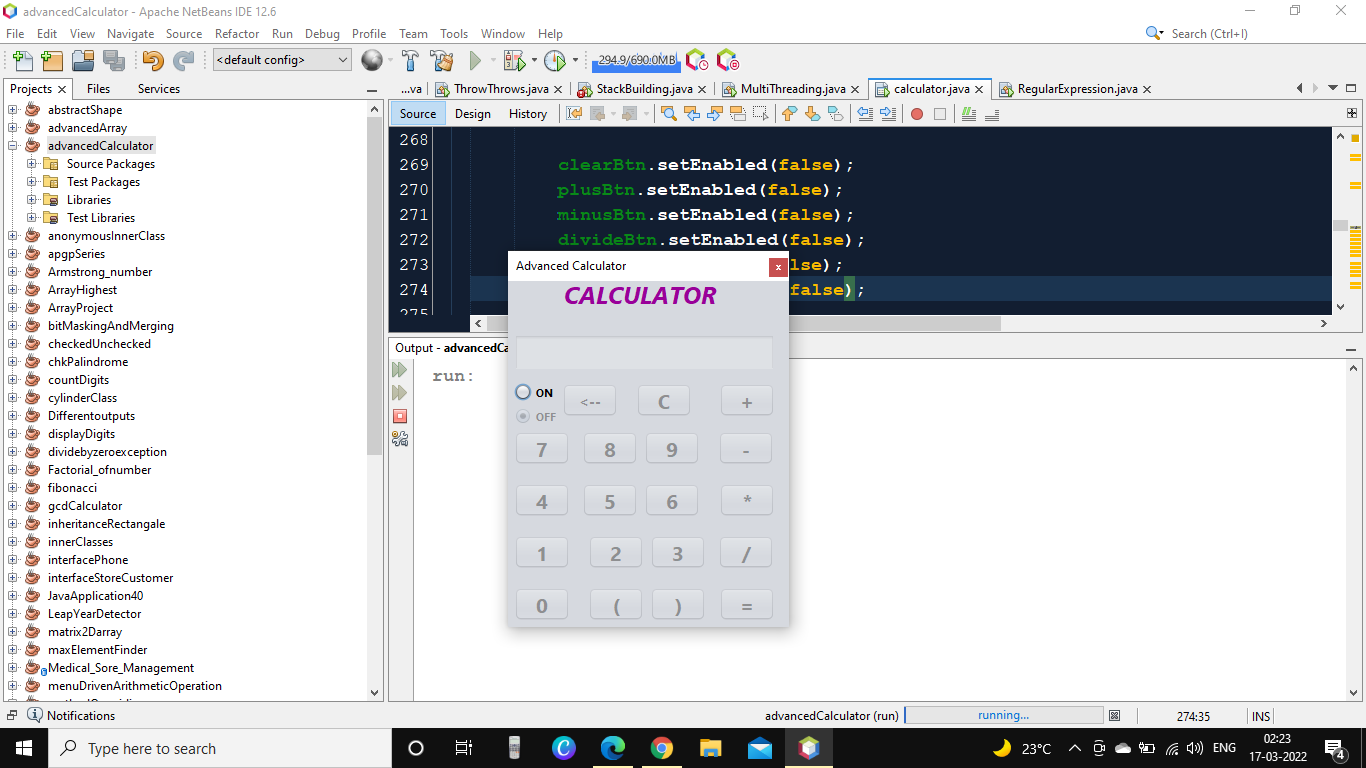 advancedCalculator - Apache NetBeans IDE 12.6
File Edit View Navigate Source Refactor Run Debug Profile Team Tools Window Help
Search (Ctrl+I)
<default config>
294.9/690.0MB
Projects Files Services
...va ThrowThrows.java StackBuilding.java MultiThreading.java calculator.java RegularExpression.java
Source Design History
abstractShape
advancedArray
advancedCalculator
Source Packages
Test Packages
Libraries
Test Libraries
anonymousInnerClass
apgpSeries
Armstrong_number
ArrayHighest
ArrayProject
bitMaskingAndMerging
checkedUnchecked
chkPalindrome
countDigits
cylinderClass
Differentoutputs
displayDigits
dividebyzeroexception
Factorial_ofnumber
fibonacci
gcdCalculator
inheritanceRectangale
innerClasses
interfacePhone
interfaceStoreCustomer
JavaApplication40
LeapYearDetector
matrix2Darray
maxElementFinder
Medical_Sore_Management
menuDrivenArithmeticOperation
268
269 clearBtn.setEnabled(false);
270 plusBtn.setEnabled(false);
271 minusBtn.setEnabled(false);
272 divideBtn.setEnabled(false);
273 lse);
274 false);
275
Output - advancedCa
run:
Advanced Calculator x
CALCULATOR
ON
OFF
<-- C +
7 8 9 -
4 5 6 *
1 2 3 /
0 ( ) =
Notifications
advancedCalculator (run) running... 274:35 INS
Type here to search
23°C ENG
02:23
17-03-2022
4